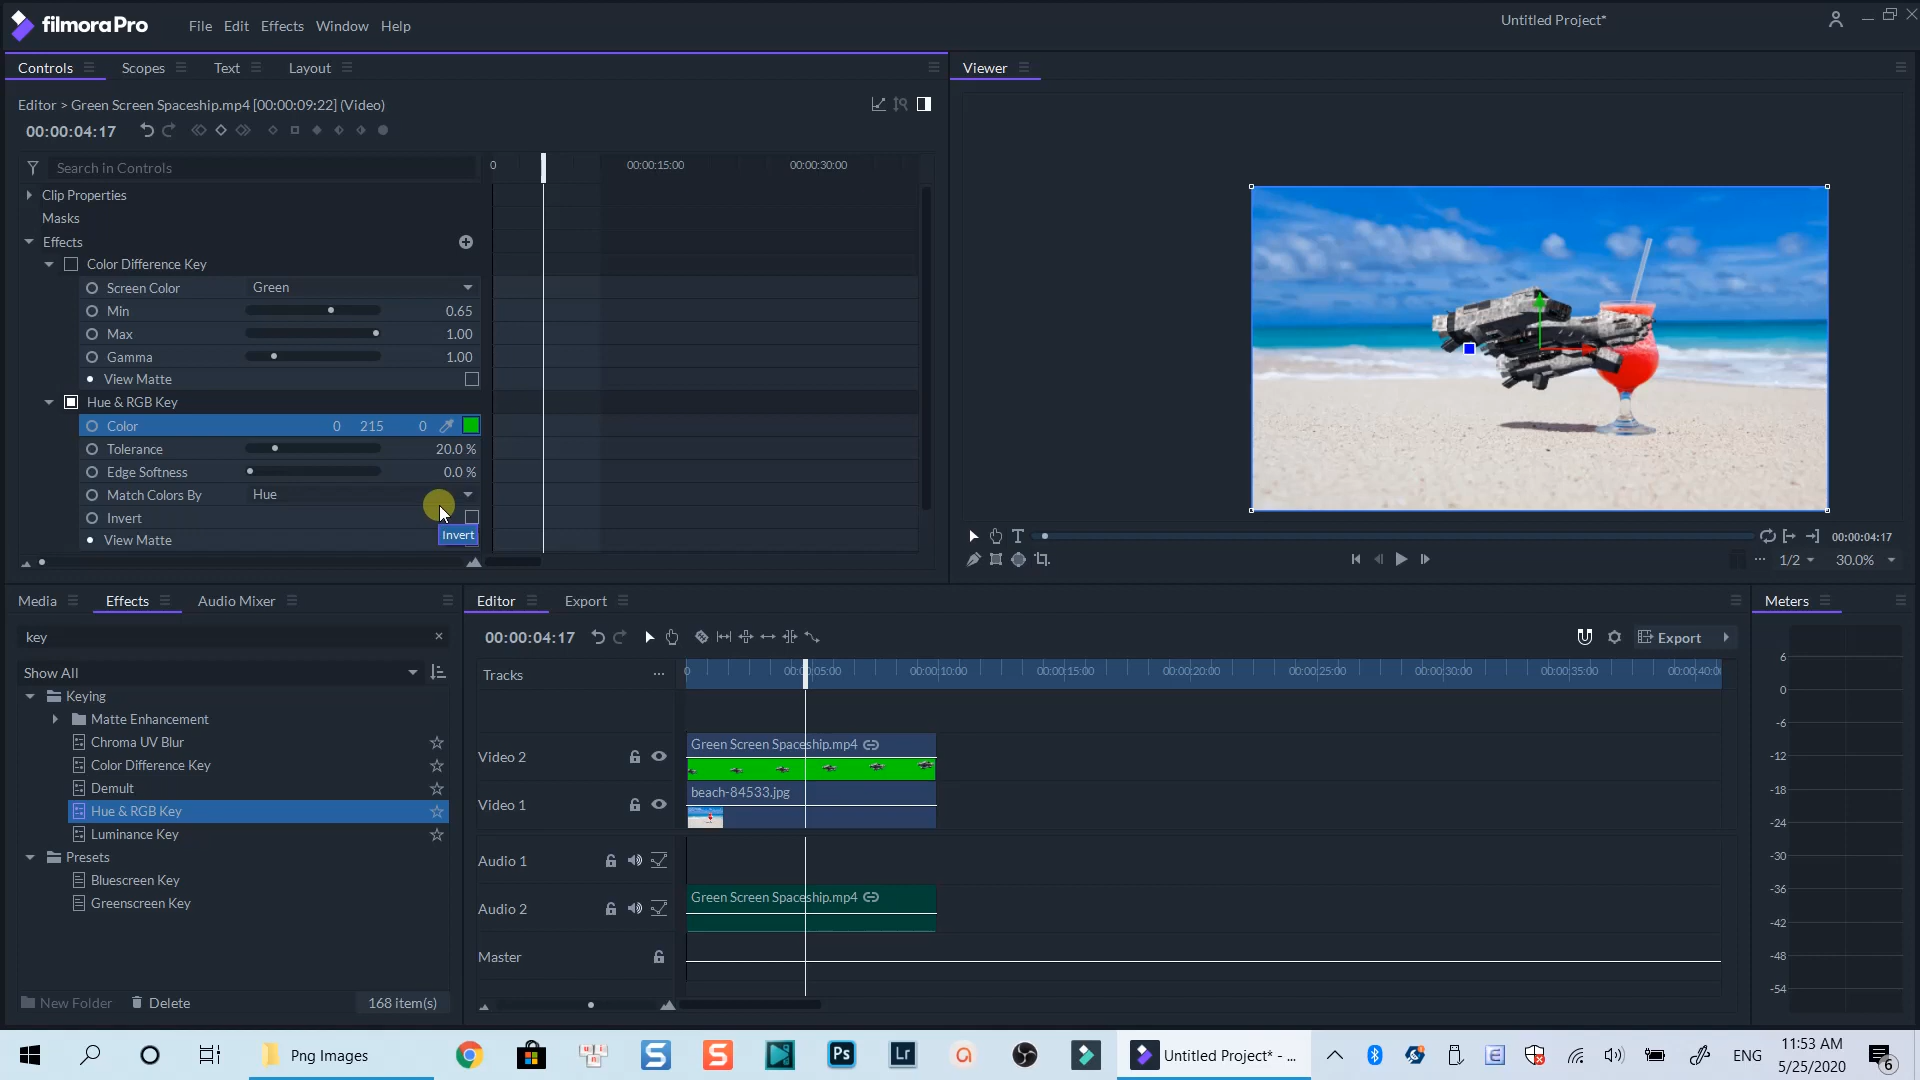 filmoraPro
File Edit Effects Window Help
Untitled Project*
Controls Scopes Text Layout
Viewer
Editor > Green Screen Spaceship.mp4 [00:00:09:22] (Video)
00:00:04:17
Search in Controls
0 00:00:15:00 00:00:30:00
Clip Properties
Masks
Effects
Color Difference Key
Screen Color Green
Min 0.65
Max 1.00
Gamma 1.00
View Matte
Hue & RGB Key
Color 0 215 0
Tolerance 20.0 %
Edge Softness 0.0 %
Match Colors By Hue
Invert
Invert
View Matte
00:00:04:17
1/2 30.0%
Media Effects Audio Mixer
Editor Export
Meters
key
00:00:04:17
Export
Show All
Tracks
0 00:00:05:00 00:00:10:00 00:00:15:00 00:00:20:00 00:00:25:00 00:00:30:00 00:00:35:00 00:00:40:0
Keying
Matte Enhancement
Chroma UV Blur
Color Difference Key
Demult
Hue & RGB Key
Luminance Key
Presets
Bluescreen Key
Greenscreen Key
New Folder Delete 168 item(s)
Video 2 Green Screen Spaceship.mp4
Video 1 beach-84533.jpg
Audio 1
Audio 2 Green Screen Spaceship.mp4
Master
6
0
-6
-12
-18
-24
-30
-36
-42
-48
-54
Png Images
Ps
Lrc
Untitled Project* - ...
ENG
11:53 AM
5/25/2020
6